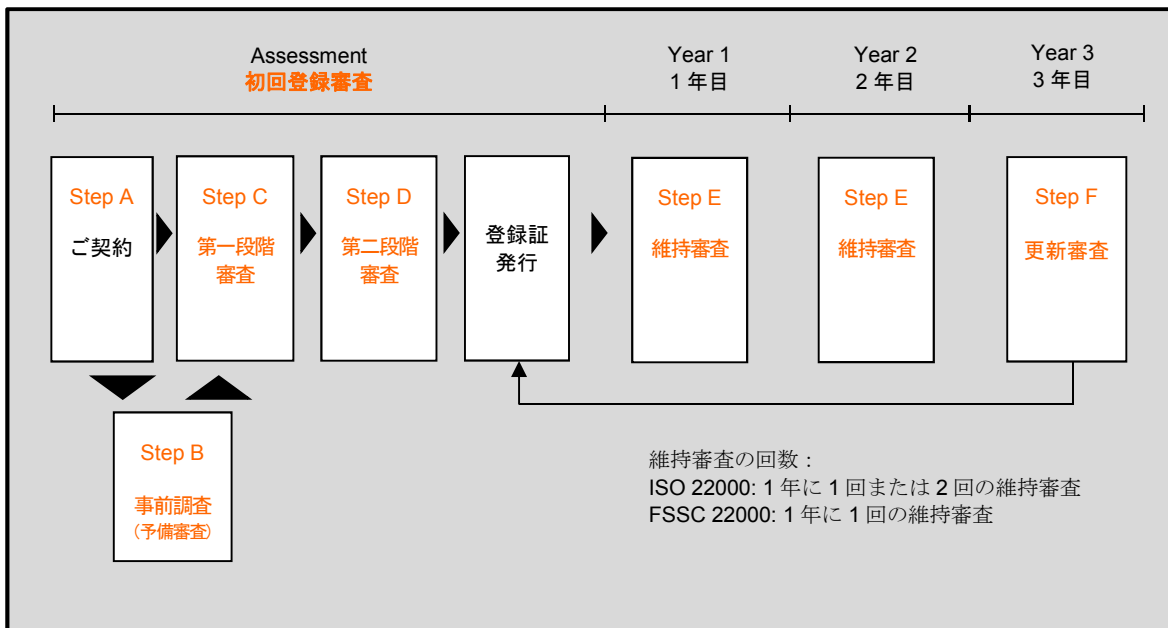 Assessment
初回登録審査
Year 1
1 年目
Year 2
2 年目
Year 3
3 年目
Step A
ご契約
Step C
第一段階
審査
Step D
第二段階
審査
登録証
発行
Step E
維持審査
Step E
維持審査
Step F
更新審査
Step B
事前調査
(予備審査)
維持審査の回数：
ISO 22000: 1 年に 1 回または 2 回の維持審査
FSSC 22000: 1 年に 1 回の維持審査